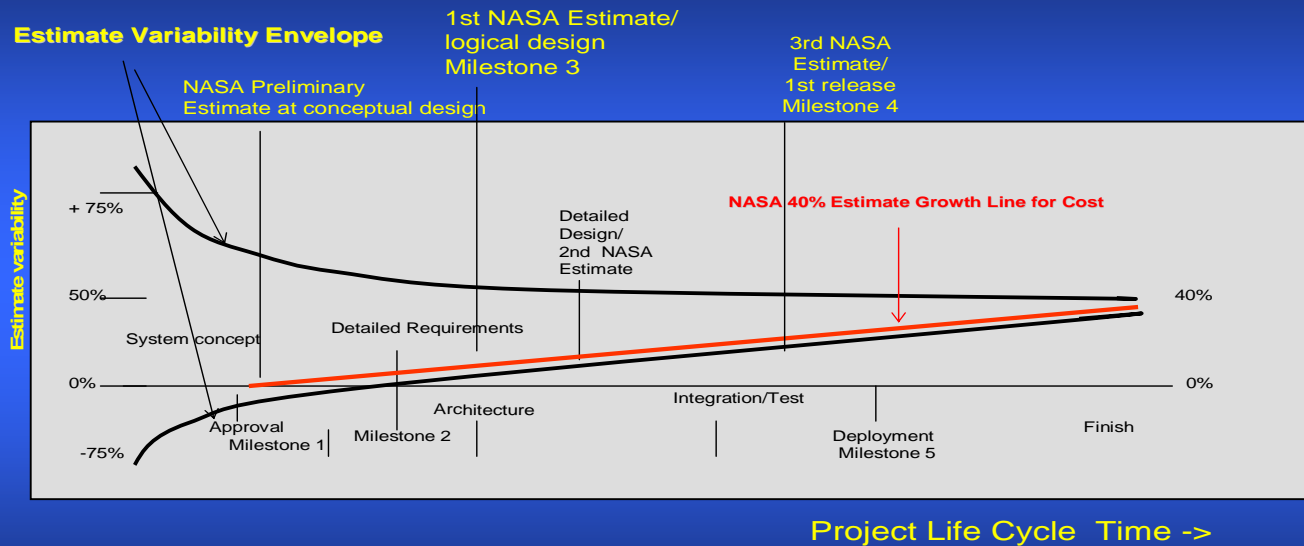 Estimate Variability Envelope
1st NASA Estimate/
logical design
Milestone 3
3rd NASA
Estimate/
1st release
Milestone 4
NASA Preliminary
Estimate at conceptual design
Estimate variability
+ 75%
50%
0%
-75%
System concept
Detailed Requirements
Detailed
Design/
2nd NASA
Estimate
NASA 40% Estimate Growth Line for Cost
40%
0%
Approval
Milestone 1
Milestone 2
Architecture
Integration/Test
Deployment
Milestone 5
Finish
Project Life Cycle Time ->